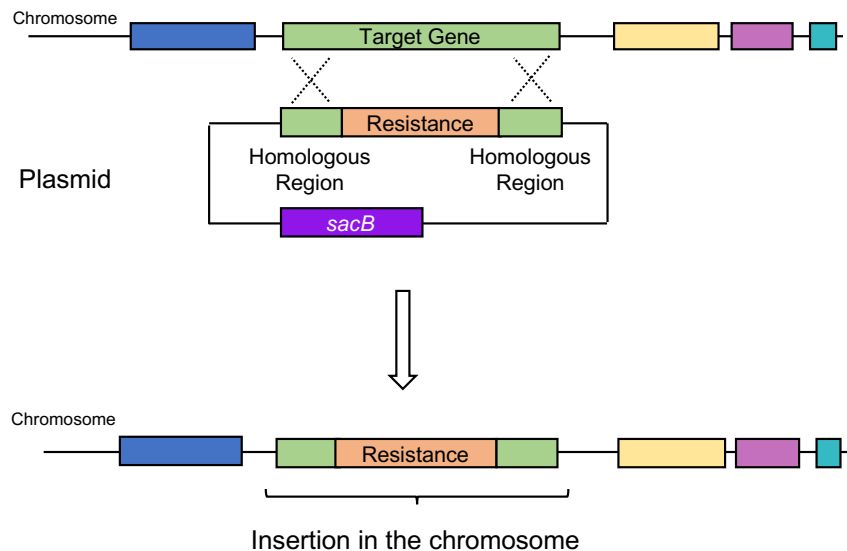 Chromosome
Target Gene
Resistance
Homologous
Region
Homologous
Region
Plasmid
sacB
Chromosome
Resistance
Insertion in the chromosome